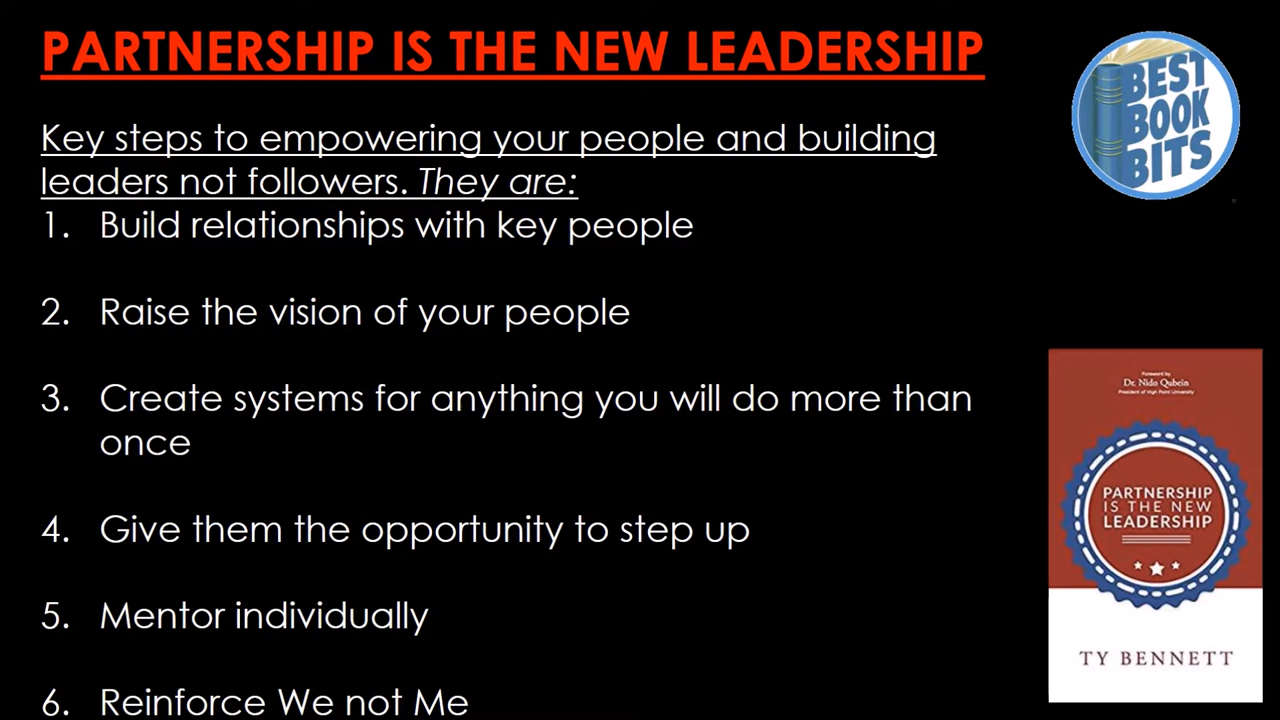 PARTNERSHIP IS THE NEW LEADERSHIP
Key steps to empowering your people and building
leaders not followers. They are:
1. Build relationships with key people
2. Raise the vision of your people
3. Create systems for anything you will do more than
once
4. Give them the opportunity to step up
5. Mentor individually
6. Reinforce We not Me
BEST
BOOK
BITS
Foreword by
Dr. Nido Qubein
President of High Point University
PARTNERSHIP
IS THE NEW
LEADERSHIP
TY BENNETT